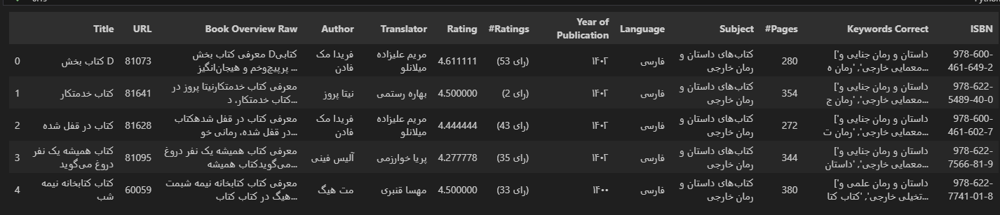 Title URL Book Overview Raw Author Translator Rating #Ratings Year of Publication Language Subject #Pages Keywords Correct ISBN
0 کتاب بخش D 81073 معرفی کتاب بخش Dکتابی پرپیچ‌وخم و هیجان‌انگیز ... فریدا مک فادن مریم علیزاده میلانلو 4.611111 (53 رای) ۱۴۰۲ فارسی کتاب‌های داستان و رمان خارجی 280 ['داستان و رمان جنایی و معمایی خارجی', 'رمان ه... 978-600-461-649-2
1 کتاب خدمتکار 81641 معرفی کتاب خدمتکارنیتا پروز در کتاب خدمتکار، د... نیتا پروز بهاره رستمی 4.500000 (2 رای) ۱۴۰۲ فارسی کتاب‌های داستان و رمان خارجی 354 ['داستان و رمان جنایی و معمایی خارجی', 'رمان ج... 978-622-5489-40-0
2 کتاب در قفل شده 81628 معرفی کتاب در قفل شدهکتاب در قفل شده، رمانی خو... فریدا مک فادن مریم علیزاده میلانلو 4.444444 (43 رای) ۱۴۰۲ فارسی کتاب‌های داستان و رمان خارجی 272 ['داستان و رمان جنایی و معمایی خارجی', 'رمان ت... 978-600-461-602-7
3 کتاب همیشه یک نفر دروغ می‌گوید 81095 معرفی کتاب همیشه یک نفر دروغ می‌گویدکتاب همیشه... آلیس فینی پریا خوارزمی 4.277778 (35 رای) ۱۴۰۲ فارسی کتاب‌های داستان و رمان خارجی 344 ['داستان و رمان جنایی و معمایی خارجی', 'داستان... 978-622-7566-81-9
4 کتاب کتابخانه نیمه شب 60059 معرفی کتاب کتابخانه نیمه شبمت هیگ در کتاب کتاب... مت هیگ مهسا قنبری 4.500000 (33 رای) ۱۴۰۰ فارسی کتاب‌های داستان و رمان خارجی 380 ['داستان و رمان علمی و تخیلی خارجی', 'کتاب کتا... 978-622-7741-01-8